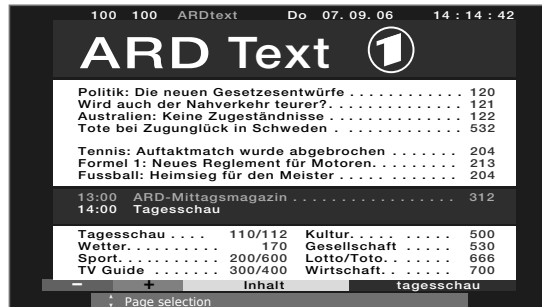 100 100 ARDtext Do 07. 09. 06 14 : 14 : 42
ARD Text 1
Politik: Die neuen Gesetzesentwürfe . . . . . . . . . . . . 120
Wird auch der Nahverkehr teurer?. . . . . . . . . . . . . . 121
Australien: Keine Zugeständnisse . . . . . . . . . . . . . 122
Tote bei Zugunglück in Schweden . . . . . . . . . . . . . 532
Tennis: Auftaktmatch wurde abgebrochen . . . . . . . 204
Formel 1: Neues Reglement für Motoren. . . . . . . . . 213
Fussball: Heimsieg für den Meister . . . . . . . . . . . . . 204
13:00 ARD-Mittagsmagazin . . . . . . . . . . . . . . . . . . 312
14:00 Tagesschau
Tagesschau . . . . 110/112 Kultur. . . . . . 500
Wetter. . . . . . . . . . 170 Gesellschaft . . 530
Sport. . . . . . . . . . 200/600 Lotto/Toto. . . . 666
TV Guide . . . . . . . 300/400 Wirtschaft. . . . 700
− + Inhalt tagesschau
Page selection